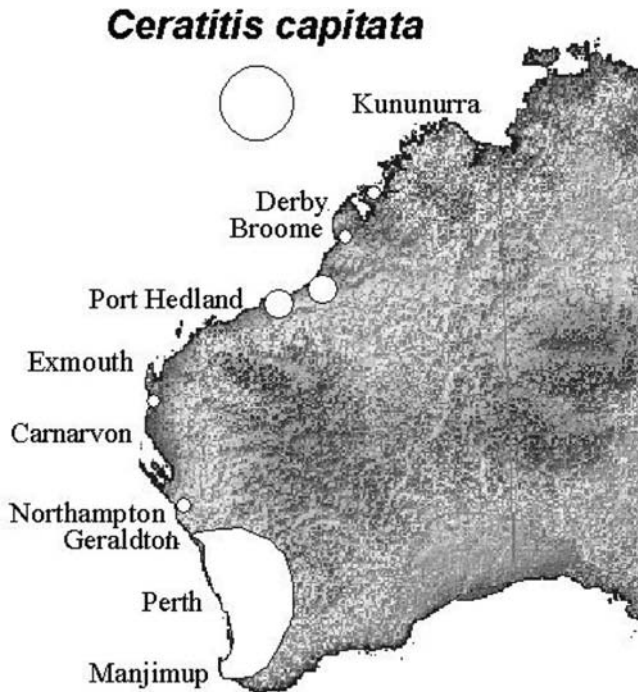 Ceratitis capitata
Kununurra
Derby
Broome
Port Hedland
Exmouth
Carnarvon
Northampton
Geraldton
Perth
Manjimup